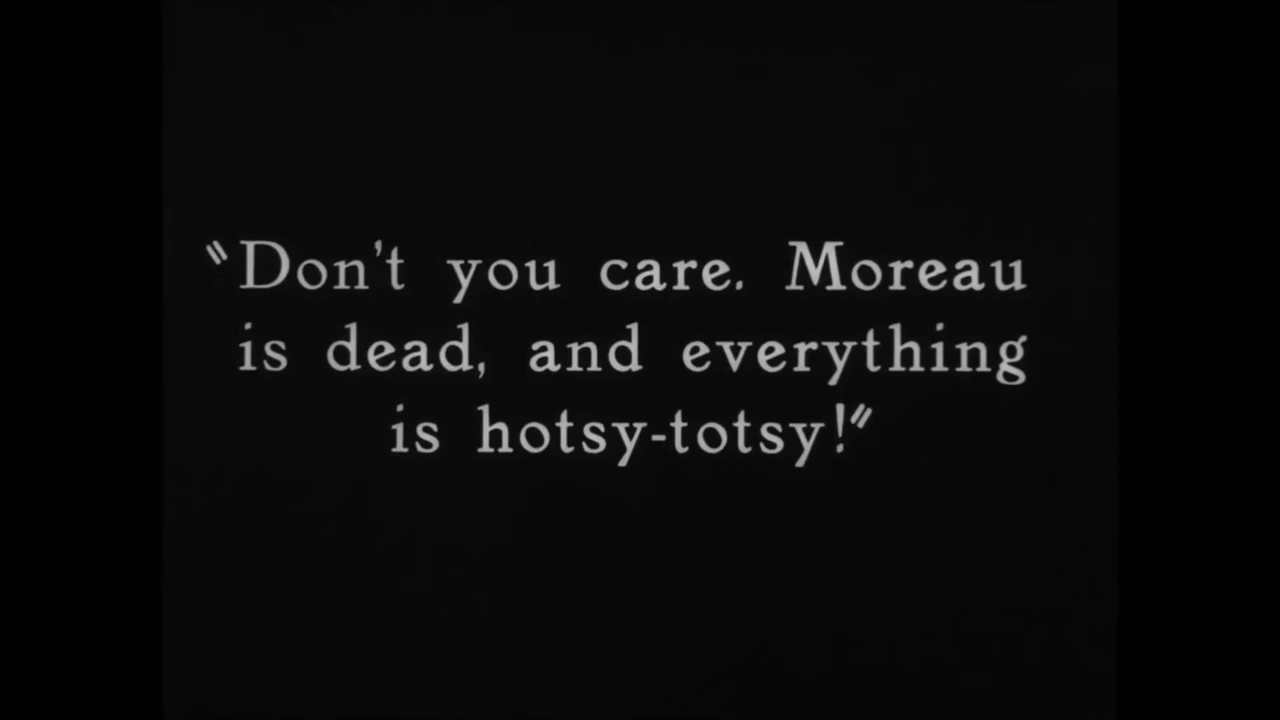 "Don't you care. Moreau
is dead, and everything
is hotsy-totsy!"